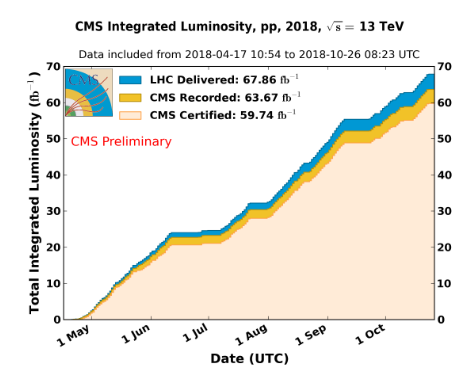 CMS Integrated Luminosity, pp, 2018, √s = 13 TeV
Data included from 2018-04-17 10:54 to 2018-10-26 08:23 UTC
CMS
LHC Delivered: 67.86 fb⁻¹
CMS Recorded: 63.67 fb⁻¹
CMS Certified: 59.74 fb⁻¹
CMS Preliminary
Total Integrated Luminosity (fb⁻¹)
70 70
60 60
50 50
40 40
30 30
20 20
10 10
0 0
1 May 1 Jun 1 Jul 1 Aug 1 Sep 1 Oct
Date (UTC)